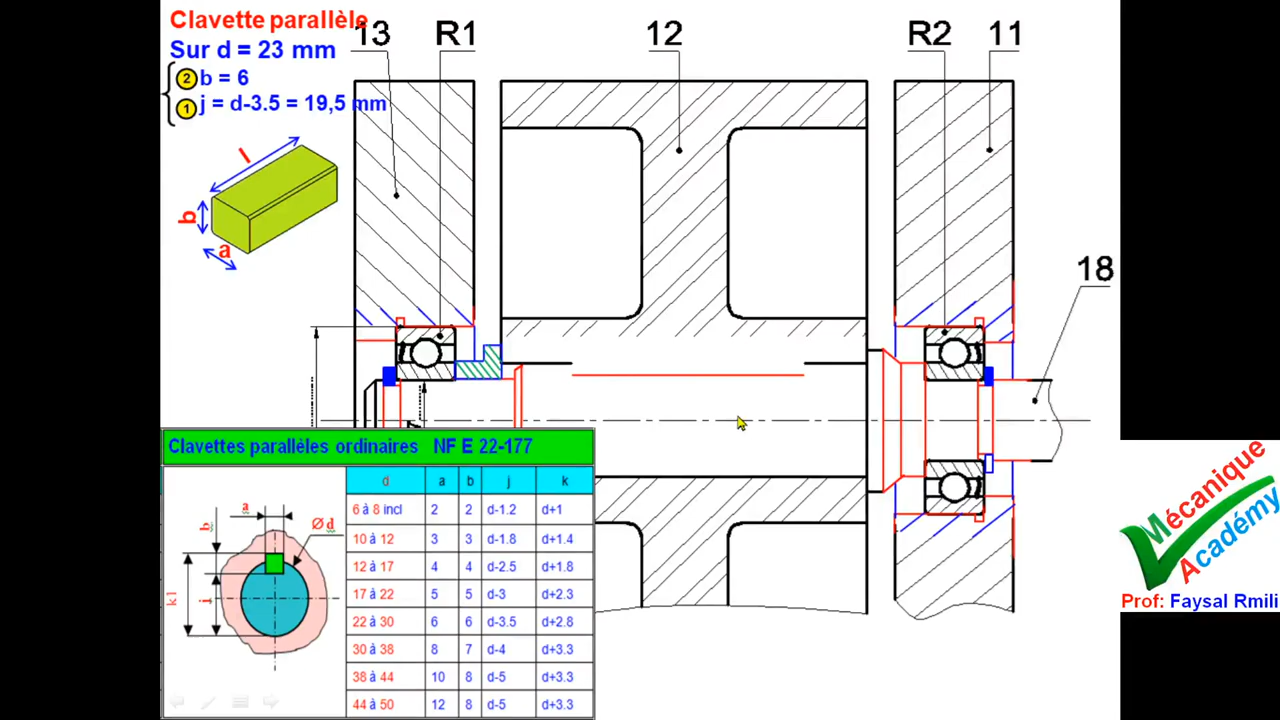 Clavette parallèle
Sur d = 23 mm
② b = 6
① j = d-3.5 = 19,5 mm
13
R1
12
R2
11
18
l
b
a
Clavettes parallèles ordinaires NF E 22-177
d a b j k
6 à 8 incl 2 2 d-1.2 d+1
10 à 12 3 3 d-1.8 d+1.4
12 à 17 4 4 d-2.5 d+1.8
17 à 22 5 5 d-3 d+2.3
22 à 30 6 6 d-3.5 d+2.8
30 à 38 8 7 d-4 d+3.3
38 à 44 10 8 d-5 d+3.3
44 à 50 12 8 d-5 d+3.3
a
b
Ø d
j
Mécanique
Académy
Prof: Faysal Rmili